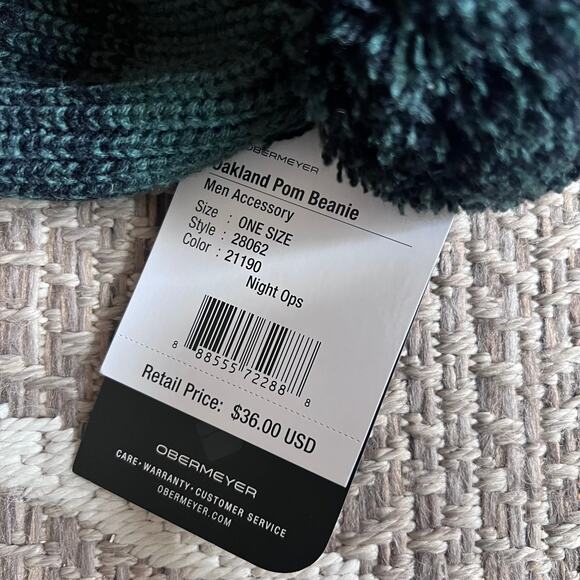 OBERMEYER
Oakland Pom Beanie
Men Accessory
Size : ONE SIZE
Style : 28062
Color : 21190
Night Ops
8 88555 72288 8
Retail Price: $36.00 USD
OBERMEYER
CARE • WARRANTY • CUSTOMER SERVICE
OBERMEYER.COM